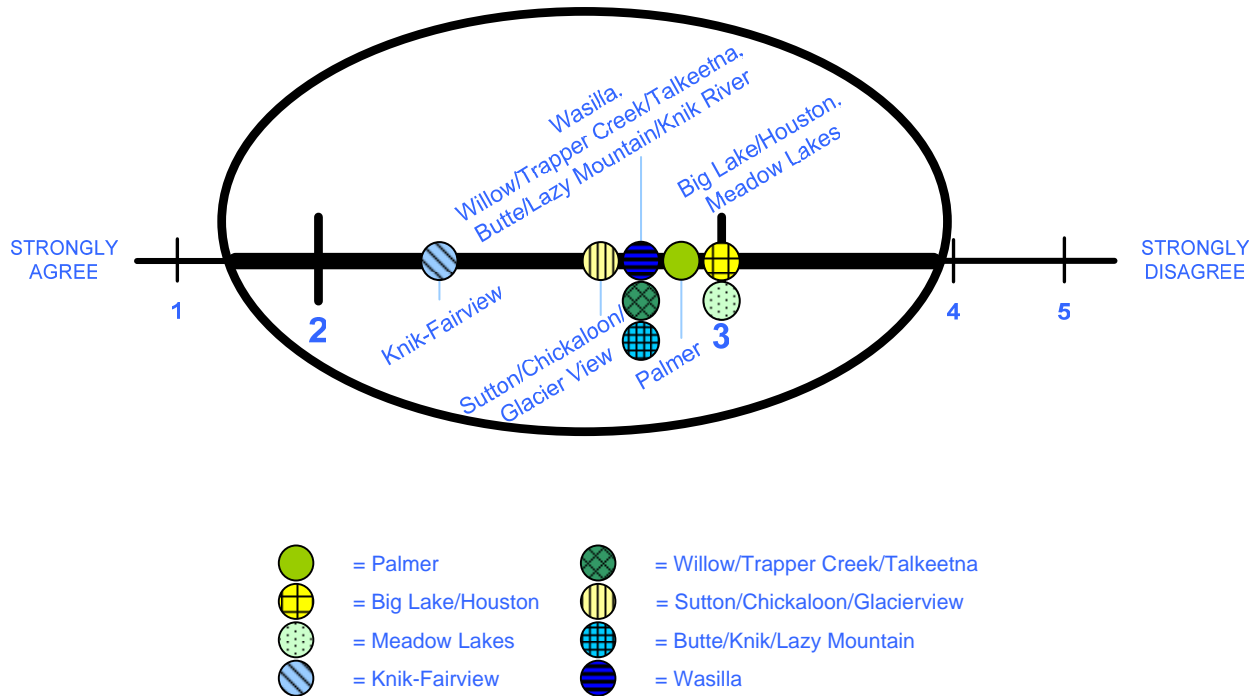 Wasilla,
Willow/Trapper Creek/Talkeetna,
Butte/Lazy Mountain/Knik River
Big Lake/Houston,
Meadow Lakes
STRONGLY
AGREE
STRONGLY
DISAGREE
1
2
3
4
5
Knik-Fairview
Sutton/Chickaloon/
Glacier View
Palmer
= Palmer
= Big Lake/Houston
= Meadow Lakes
= Knik-Fairview
= Willow/Trapper Creek/Talkeetna
= Sutton/Chickaloon/Glacierview
= Butte/Knik/Lazy Mountain
= Wasilla